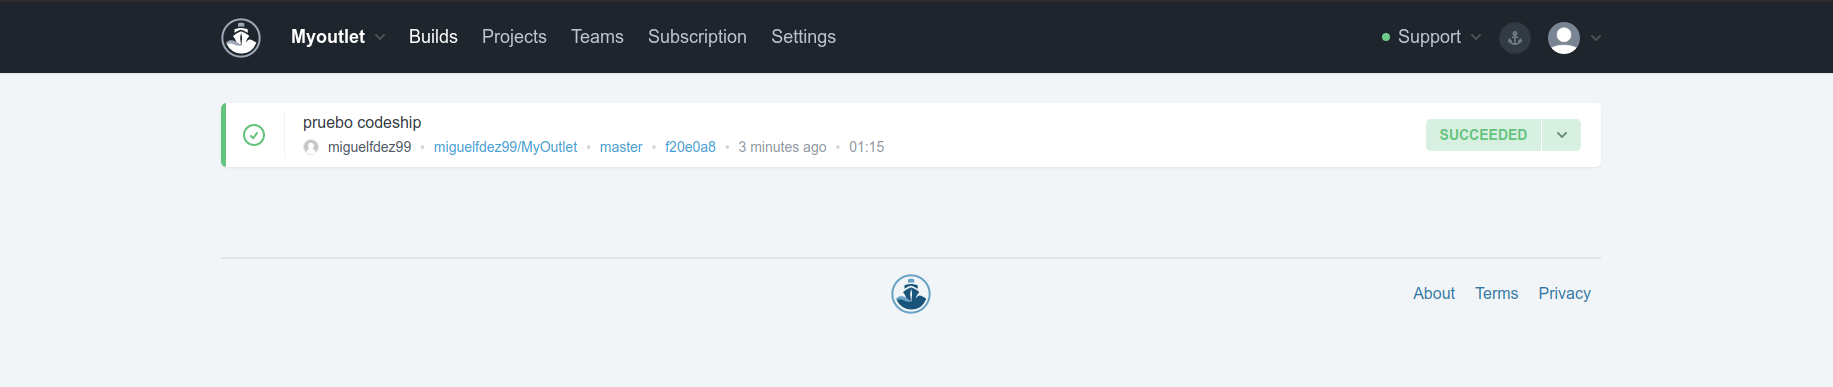 Myoutlet Builds Projects Teams Subscription Settings Support
pruebo codeship
miguelfdez99 • miguelfdez99/MyOutlet • master • f20e0a8 • 3 minutes ago • 01:15
SUCCEEDED
About Terms Privacy